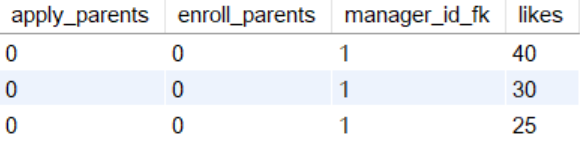 apply_parents enroll_parents manager_id_fk likes
0 0 1 40
0 0 1 30
0 0 1 25